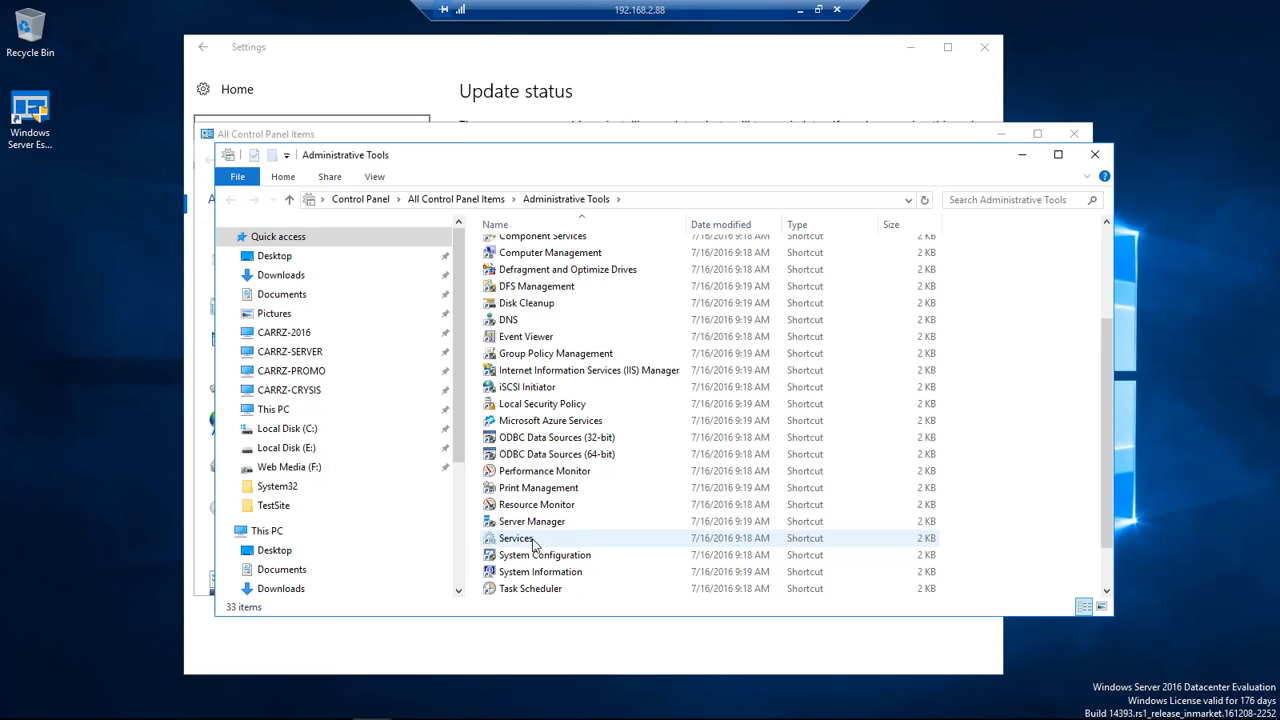 192.168.2.88
Recycle Bin
Windows
Server Es...
Settings
Home
Update status
All Control Panel Items
Administrative Tools
File
Home
Share
View
Control Panel
All Control Panel Items
Administrative Tools
Search Administrative Tools
Quick access
Desktop
Downloads
Documents
Pictures
CARRZ-2016
CARRZ-SERVER
CARRZ-PROMO
CARRZ-CRYSIS
This PC
Local Disk (C:)
Local Disk (E:)
Web Media (F:)
System32
TestSite
This PC
Desktop
Documents
Downloads
Name Date modified Type Size
Component Services 7/16/2016 9:18 AM Shortcut 2 KB
Computer Management 7/16/2016 9:18 AM Shortcut 2 KB
Defragment and Optimize Drives 7/16/2016 9:18 AM Shortcut 2 KB
DFS Management 7/16/2016 9:19 AM Shortcut 2 KB
Disk Cleanup 7/16/2016 9:19 AM Shortcut 2 KB
DNS 7/16/2016 9:19 AM Shortcut 2 KB
Event Viewer 7/16/2016 9:18 AM Shortcut 2 KB
Group Policy Management 7/16/2016 9:19 AM Shortcut 2 KB
Internet Information Services (IIS) Manager 7/16/2016 9:19 AM Shortcut 2 KB
iSCSI Initiator 7/16/2016 9:18 AM Shortcut 2 KB
Local Security Policy 7/16/2016 9:19 AM Shortcut 2 KB
Microsoft Azure Services 7/16/2016 9:19 AM Shortcut 2 KB
ODBC Data Sources (32-bit) 7/16/2016 9:18 AM Shortcut 2 KB
ODBC Data Sources (64-bit) 7/16/2016 9:18 AM Shortcut 2 KB
Performance Monitor 7/16/2016 9:18 AM Shortcut 2 KB
Print Management 7/16/2016 9:18 AM Shortcut 2 KB
Resource Monitor 7/16/2016 9:18 AM Shortcut 2 KB
Server Manager 7/16/2016 9:19 AM Shortcut 2 KB
Services 7/16/2016 9:18 AM Shortcut 2 KB
System Configuration 7/16/2016 9:18 AM Shortcut 2 KB
System Information 7/16/2016 9:19 AM Shortcut 2 KB
Task Scheduler 7/16/2016 9:18 AM Shortcut 2 KB
33 items
Windows Server 2016 Datacenter Evaluation
Windows License valid for 176 days
Build 14393.rs1_release_inmarket.161208-2252